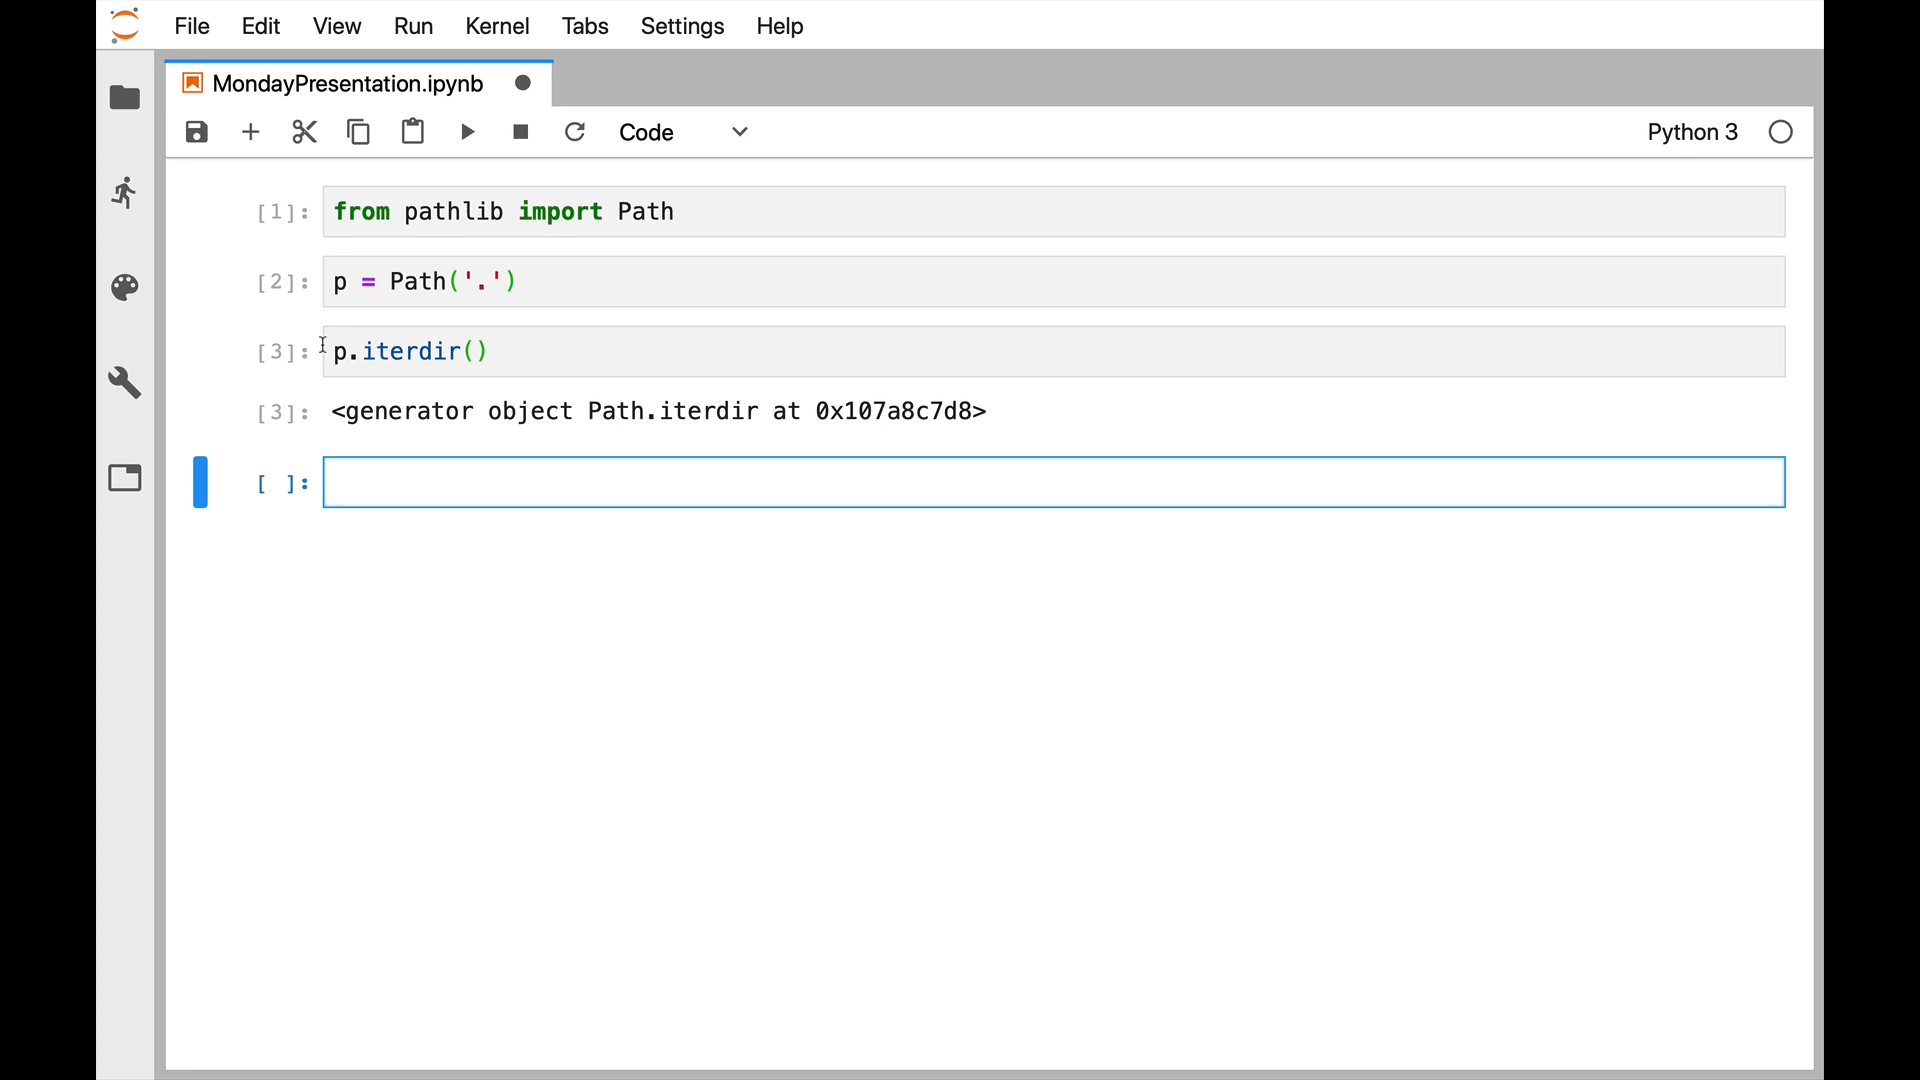 File Edit View Run Kernel Tabs Settings Help
MondayPresentation.ipynb
Code Python 3
[1]: from pathlib import Path
[2]: p = Path('.')
[3]: p.iterdir()
[3]: <generator object Path.iterdir at 0x107a8c7d8>
[ ]: